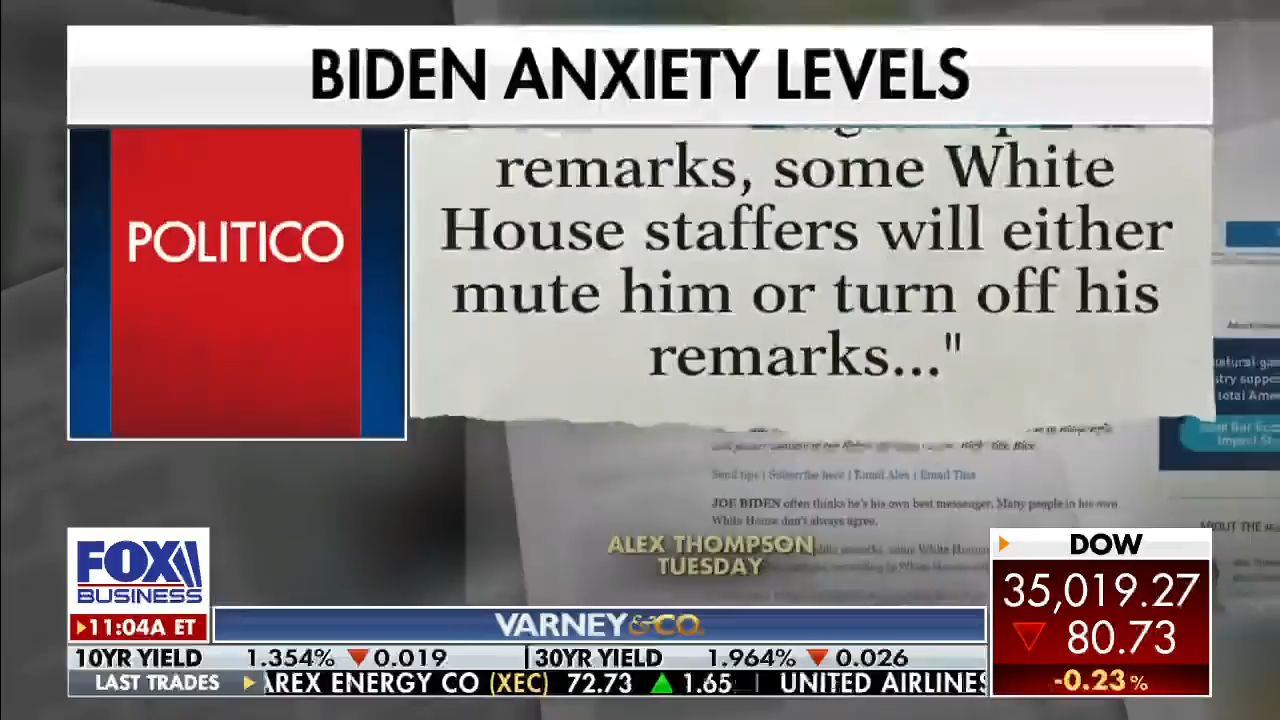 BIDEN ANXIETY LEVELS
POLITICO
remarks, some White
House staffers will either
mute him or turn off his
remarks..."
Send tips | Subscribe here | Email Alex | Email This
JOE BIDEN often thinks he's his own best messenger. Many people in his own
White House don't always agree.
ALEX THOMPSON
TUESDAY
ABOUT THE
FOX
BUSINESS
11:04A ET
VARNEY & CO.
10YR YIELD 1.354% ▼ 0.019 | 30YR YIELD 1.964% ▼ 0.026
LAST TRADES AREX ENERGY CO (XEC) 72.73 ▲ 1.65 UNITED AIRLINES
DOW
35,019.27
▼ 80.73
-0.23%